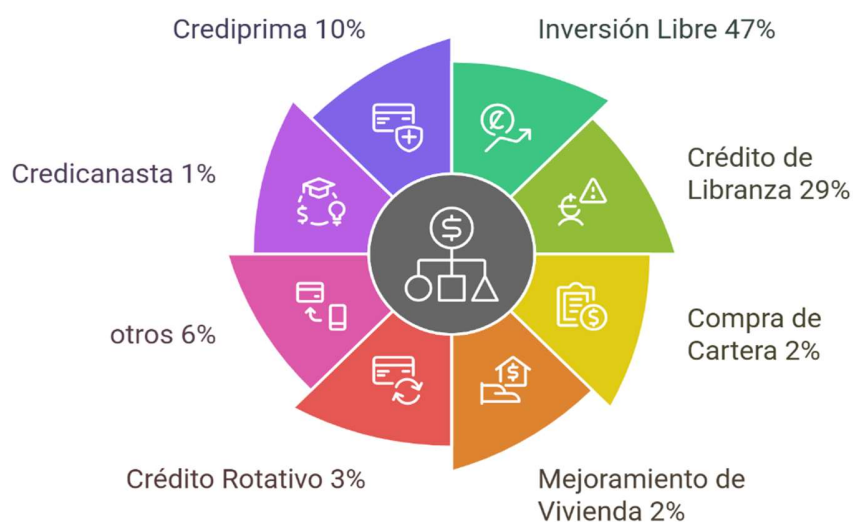 Crediprima 10%
Inversión Libre 47%
Credicanasta 1%
Crédito de
Libranza 29%
otros 6%
Compra de
Cartera 2%
Crédito Rotativo 3%
Mejoramiento de
Vivienda 2%